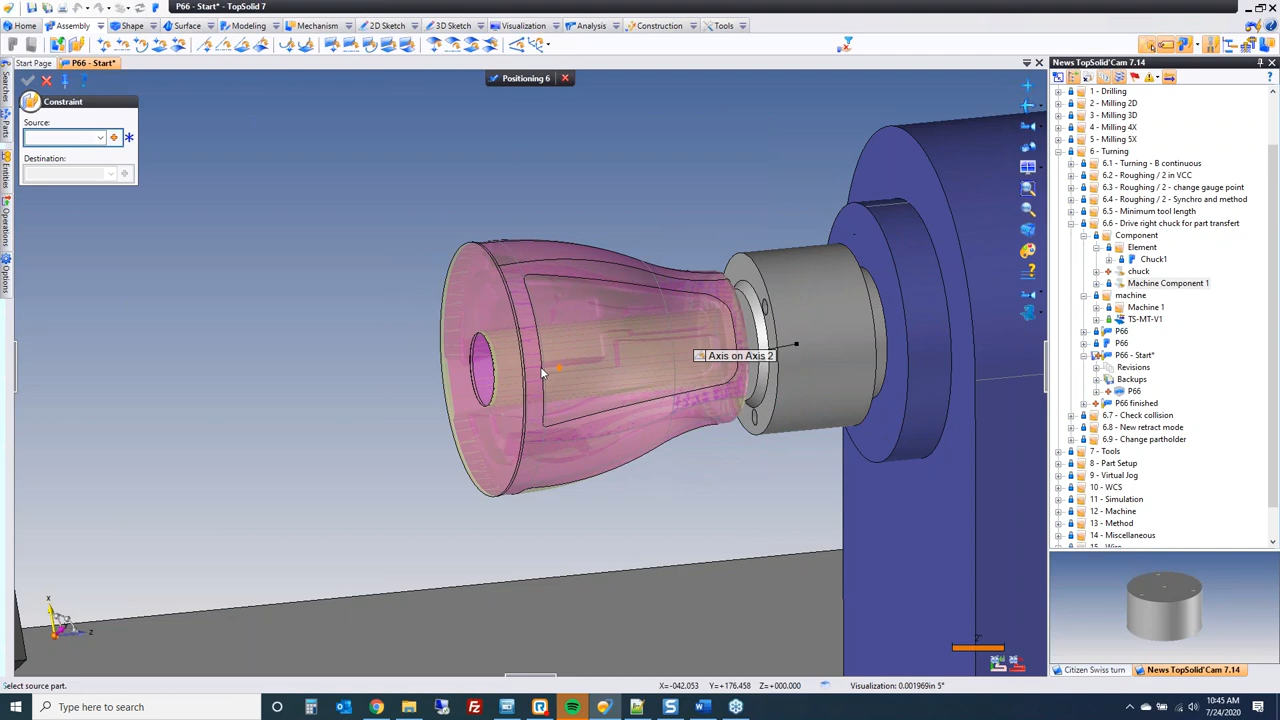 P66 - Start* - TopSolid 7
Home
Assembly
Shape
Surface
Modeling
Mechanism
2D Sketch
3D Sketch
Visualization
Analysis
Construction
Tools
Start Page
P66 - Start*
Positioning 6
Constraint
Source:
Destination:
Searches
Parts
Entities
Operations
Options
Axis on Axis 2
x
z
2"
News TopSolid'Cam 7.14
1 - Drilling
2 - Milling 2D
3 - Milling 3D
4 - Milling 4X
5 - Milling 5X
6 - Turning
6.1 - Turning - B continuous
6.2 - Roughing / 2 in VCC
6.3 - Roughing / 2 - change gauge point
6.4 - Roughing / 2 - Synchro and method
6.5 - Minimum tool length
6.6 - Drive right chuck for part transfert
Component
Element
Chuck1
chuck
Machine Component 1
machine
Machine 1
TS-MT-V1
P66
P66
P66 - Start*
Revisions
Backups
P66
P66 finished
6.7 - Check collision
6.8 - New retract mode
6.9 - Change partholder
7 - Tools
8 - Part Setup
9 - Virtual Jog
10 - WCS
11 - Simulation
12 - Machine
13 - Method
14 - Miscellaneous
15 - Wire
Citizen Swiss turn
News TopSolid'Cam 7.14
Select source part.
X=-042.053
Y=+176.458
Z=+000.000
Visualization: 0.001969in 5°
Type here to search
10:45 AM
7/24/2020